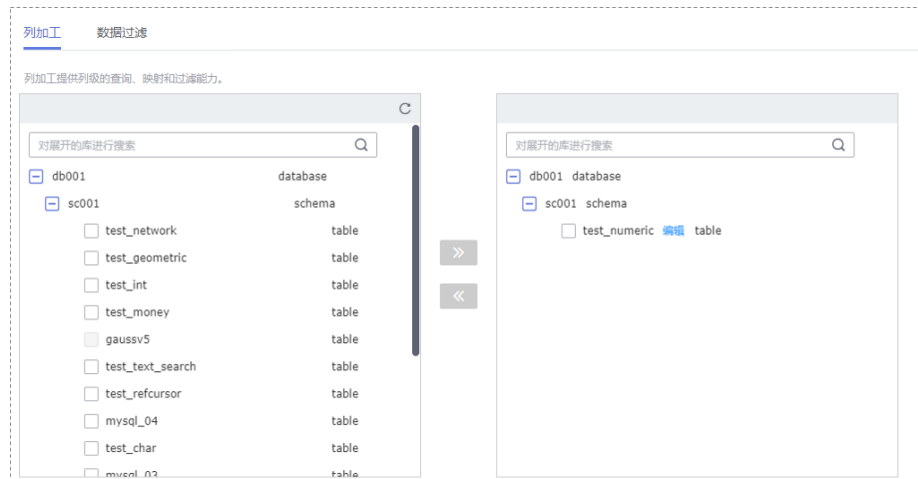 列加工 数据过滤
列加工提供列级的查询、映射和过滤能力。
对展开的库进行搜索
db001 database
sc001 schema
test_network table
test_geometric table
test_int table
test_money table
gaussv5 table
test_text_search table
test_refcursor table
mysql_04 table
test_char table
mysql_03 table
对展开的库进行搜索
db001 database
sc001 schema
test_numeric 编辑 table